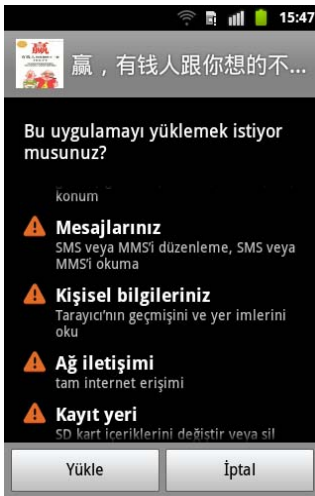 15:47
赢
赢，有钱人跟你想的不...
Bu uygulamayı yüklemek istiyor
musunuz?
konum
Mesajlarınız
SMS veya MMS'i düzenleme, SMS veya
MMS'i okuma
Kişisel bilgileriniz
Tarayıcı'nın geçmişini ve yer imlerini
oku
Ağ iletişimi
tam internet erişimi
Kayıt yeri
SD kart içeriklerini değiştir veya sil
Yükle
İptal